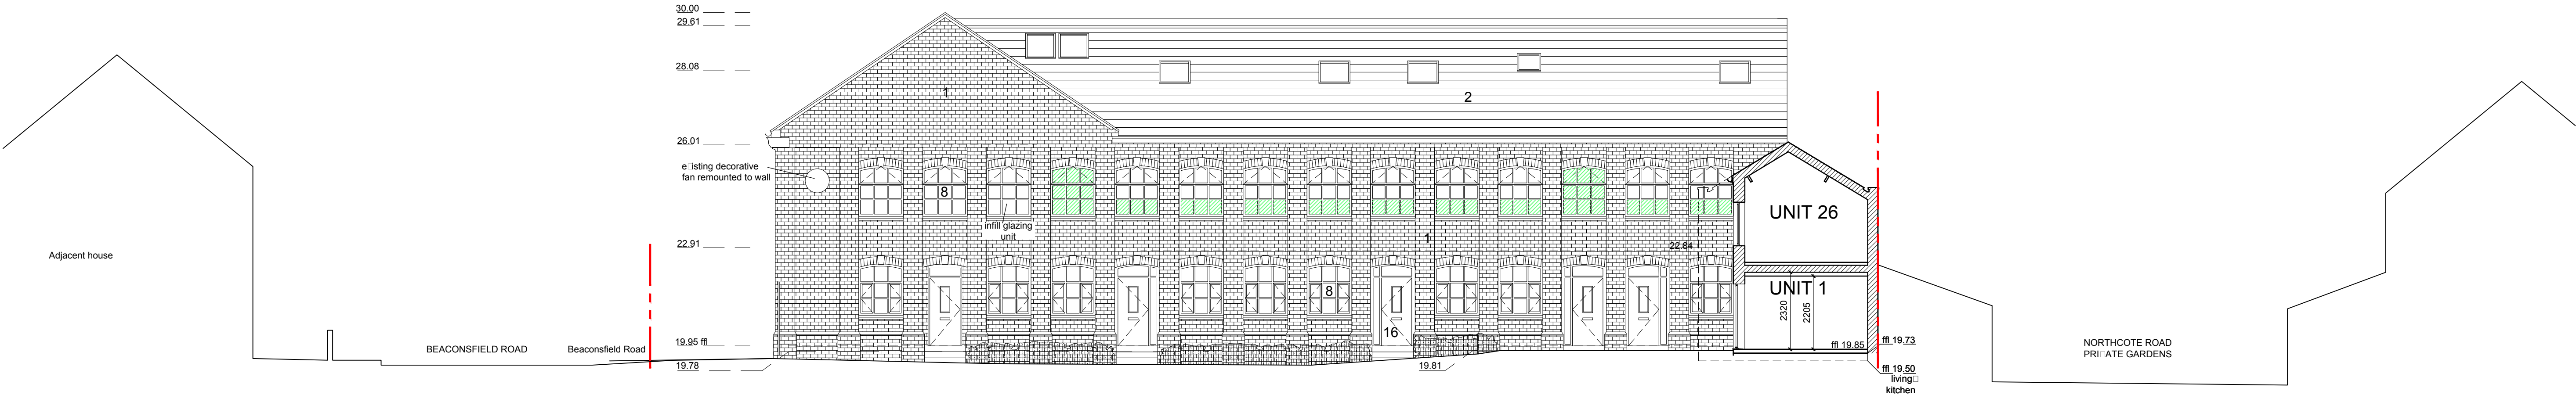 30.00
29.61
28.08
26.01
e□isting decorative
fan remounted to wall
22.91
19.95 ffl
19.78
Adjacent house
BEACONSFIELD ROAD
Beaconsfield Road
1
2
8
infill glazing
unit
1
22.84
8
16
19.81
UNIT 26
UNIT 1
2320
2205
ffl 19.85
ffl 19.73
ffl 19.50
living□
kitchen
NORTHCOTE ROAD
PRI□ATE GARDENS